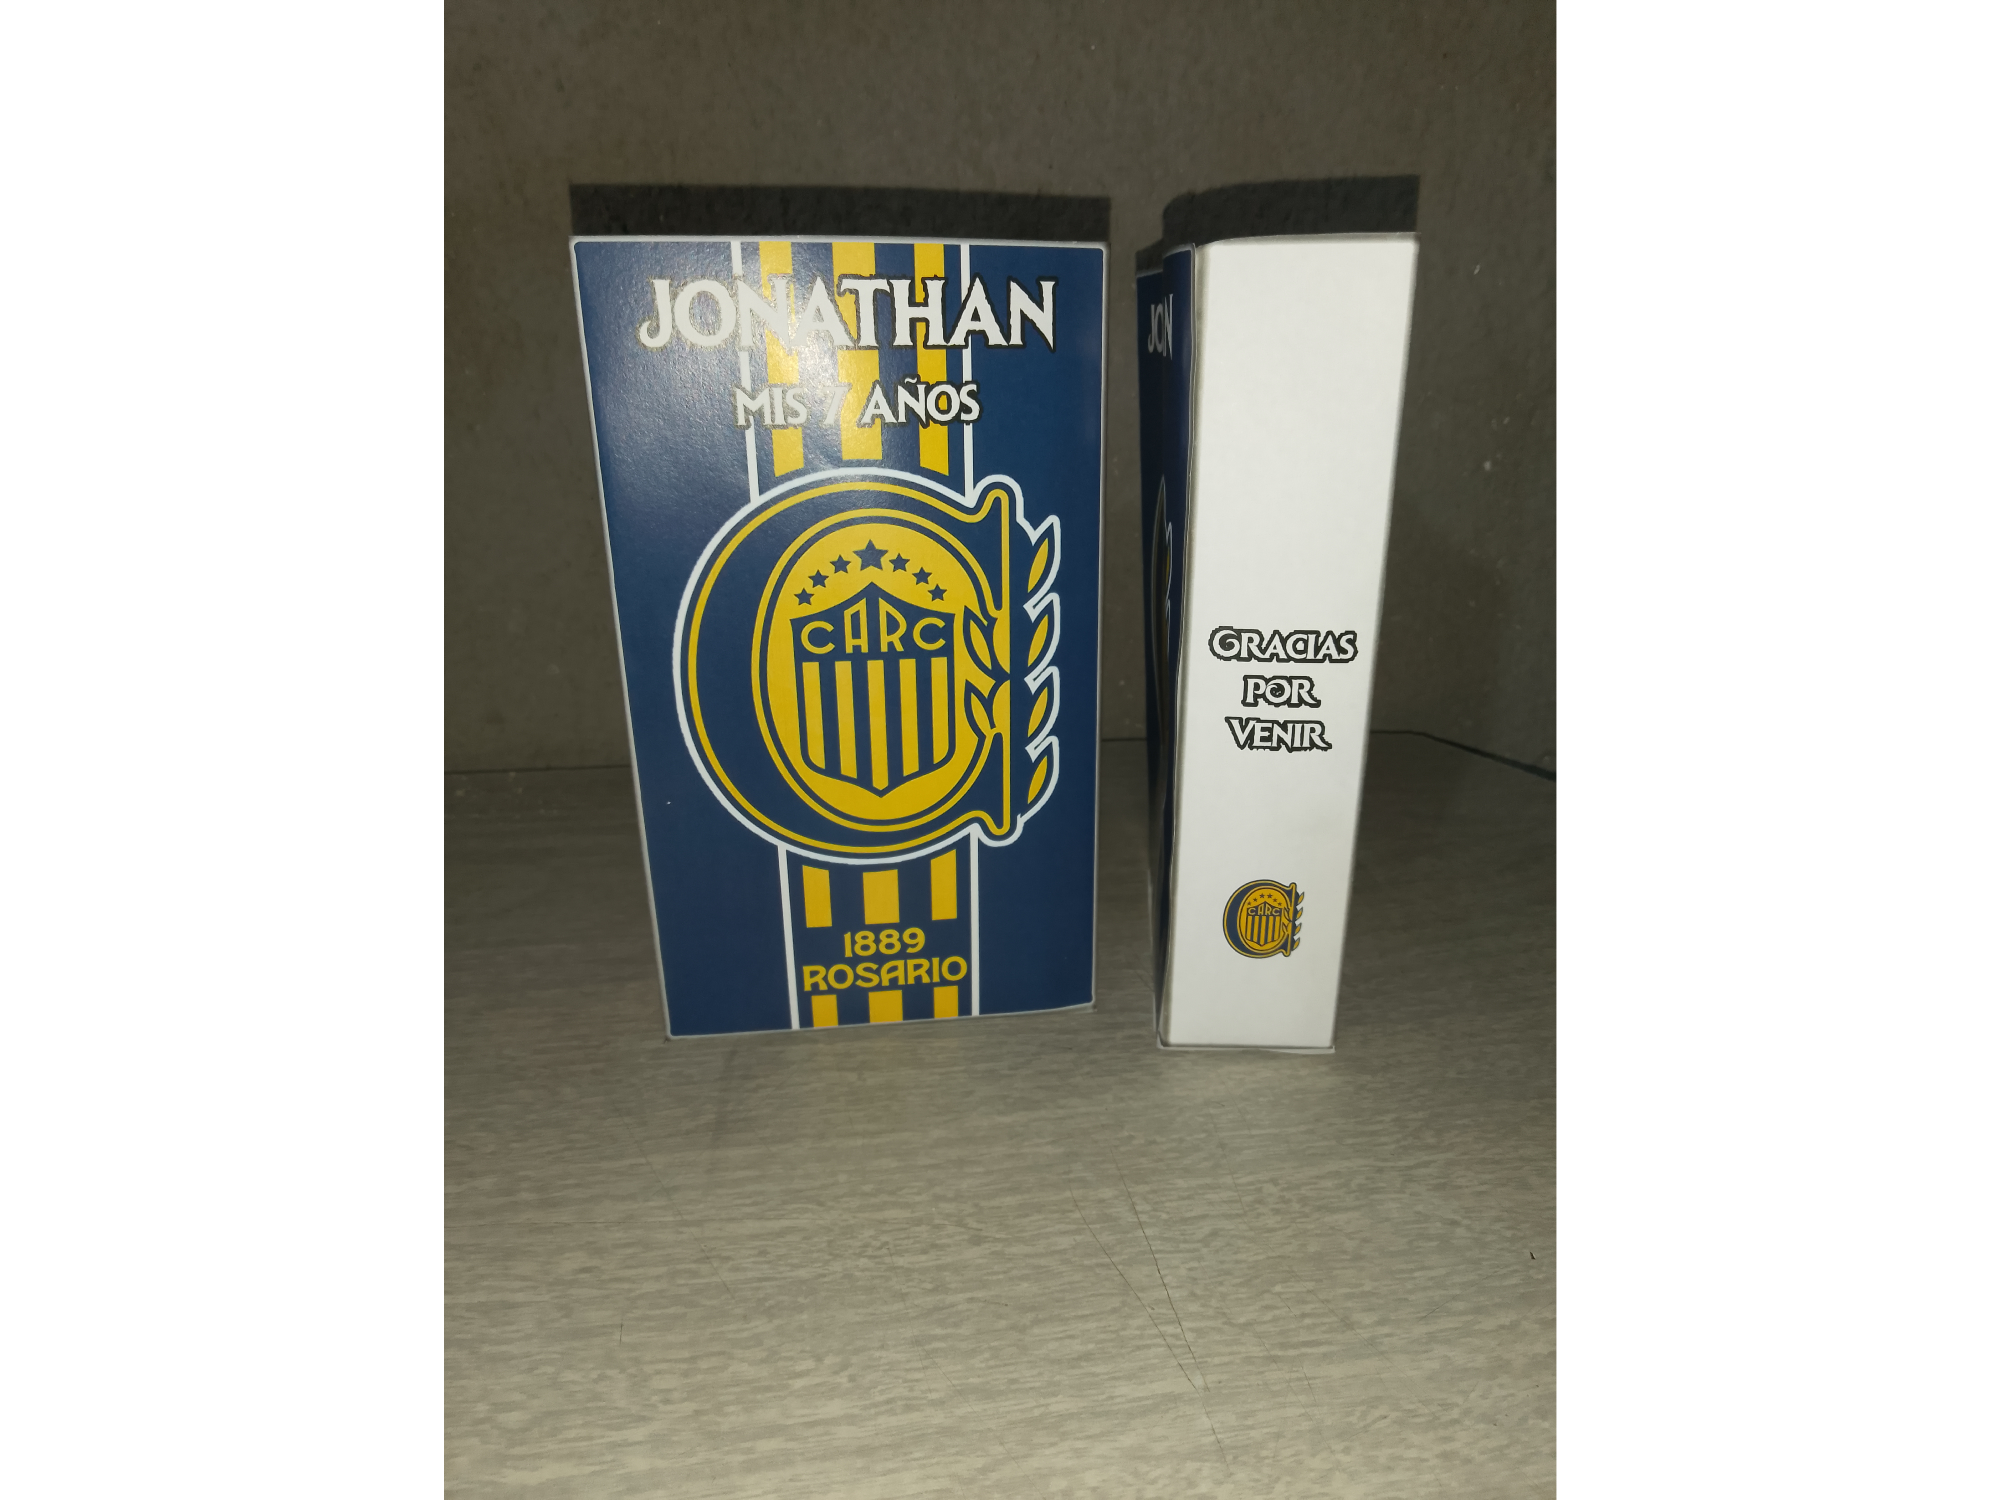 JONATHAN
MIS 7 AÑOS
CARC
1889
ROSARIO
JON
GRACIAS
POR
VENIR
CARC